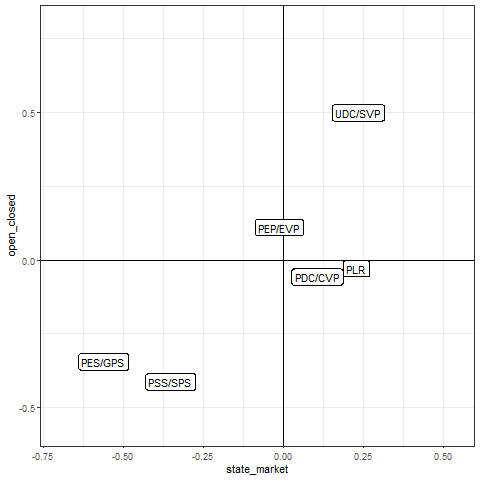 0.5
UDC/SVP
PEP/EVP
open_closed
0.0
PLR
PDC/CVP
PES/GPS
PSS/SPS
-0.5
-0.75 -0.50 -0.25 0.00 0.25 0.50
state_market